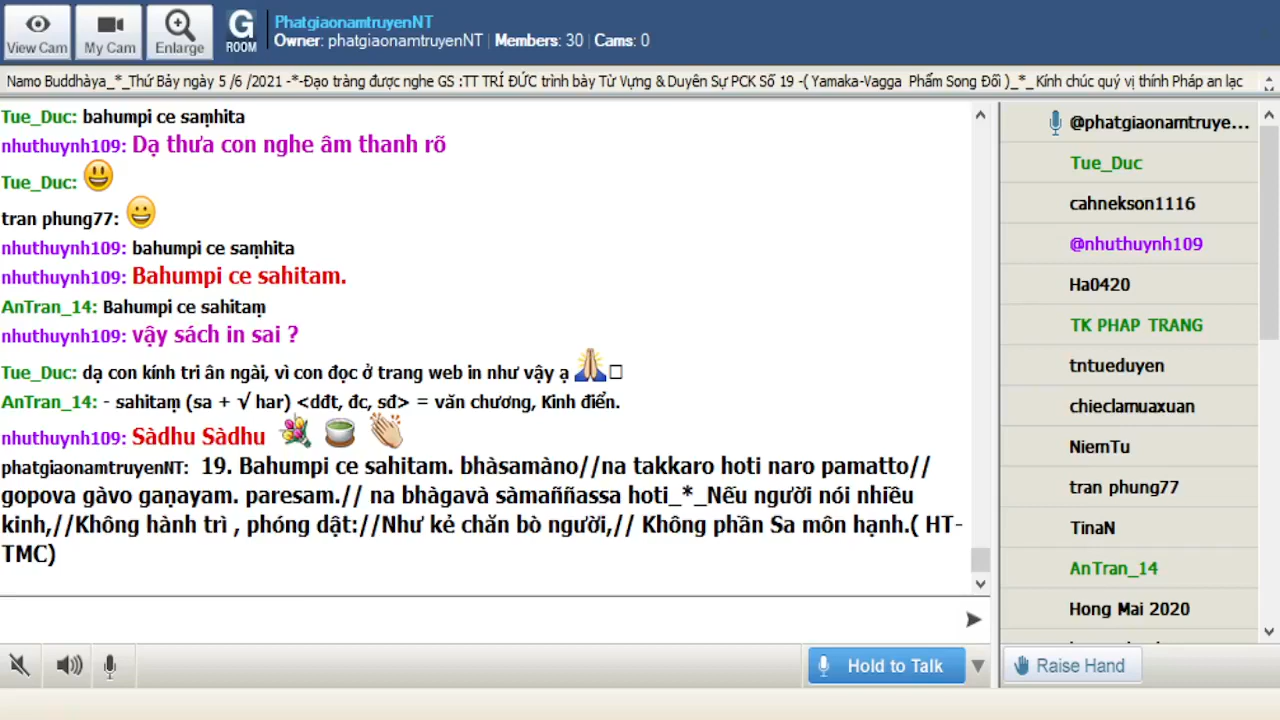 View Cam
My Cam
Enlarge
G
ROOM
PhatgiaonamtruyenNT
Owner: phatgiaonamtruyenNT | Members: 30 | Cams: 0
Namo Buddhàya_*_Thứ Bảy ngày 5 /6 /2021 -*-Đạo tràng được nghe GS :TT TRÍ ĐỨC trình bày Từ Vựng & Duyên Sự PCK Số 19 -( Yamaka-Vagga Phẩm Song Đối )_*_ Kính chúc quý vị thính Pháp an lạc
Tue_Duc: bahumpi ce saṃhita
nhuthuynh109: Dạ thưa con nghe âm thanh rõ
Tue_Duc:
tran phung77:
nhuthuynh109: bahumpi ce saṃhita
nhuthuynh109: Bahumpi ce sahitam.
AnTran_14: Bahumpi ce sahitaṃ
nhuthuynh109: vậy sách in sai ?
Tue_Duc: dạ con kính tri ân ngài, vì con đọc ở trang web in như vậy ạ
AnTran_14: - sahitaṃ (sa + √ har) <dđt, đc, sđ> = văn chương, Kinh điển.
nhuthuynh109: Sàdhu Sàdhu
phatgiaonamtruyenNT: 19. Bahumpi ce sahitam. bhàsamàno//na takkaro hoti naro pamatto//
gopova gàvo gaṇayam. paresam.// na bhàgavà sàmaññassa hoti_*_Nếu người nói nhiều
kinh,//Không hành trì , phóng dật://Như kẻ chăn bò người,// Không phần Sa môn hạnh.( HT-
TMC)
@phatgiaonamtruye...
Tue_Duc
cahnekson1116
@nhuthuynh109
Ha0420
TK PHAP TRANG
tntueduyen
chieclamuaxuan
NiemTu
tran phung77
TinaN
AnTran_14
Hong Mai 2020
Hold to Talk
Raise Hand